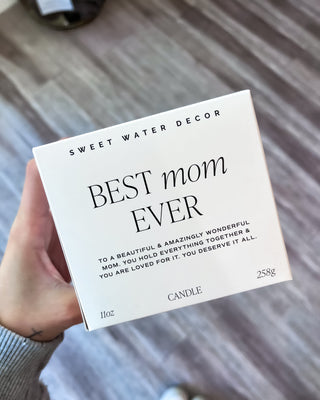 SWEET WATER DECOR
BEST mom
EVER
TO A BEAUTIFUL & AMAZINGLY WONDERFUL
MOM. YOU HOLD EVERYTHING TOGETHER &
YOU ARE LOVED FOR IT. YOU DESERVE IT ALL.
11oz CANDLE 258g